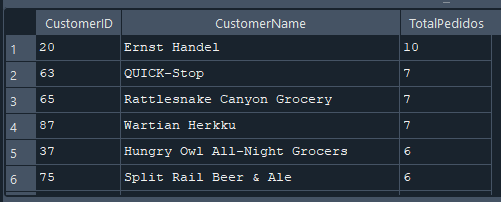 CustomerID CustomerName TotalPedidos
1 20 Ernst Handel 10
2 63 QUICK-Stop 7
3 65 Rattlesnake Canyon Grocery 7
4 87 Wartian Herkku 7
5 37 Hungry Owl All-Night Grocers 6
6 75 Split Rail Beer & Ale 6